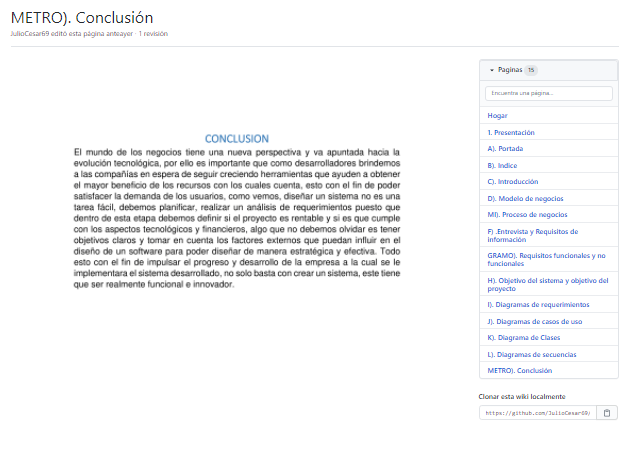 METRO). Conclusión
JulioCesar69 editó esta página anteayer · 1 revisión
CONCLUSION
El mundo de los negocios tiene una nueva perspectiva y va apuntada hacia la
evolución tecnológica, por ello es importante que como desarrolladores brindemos
a las compañías en espera de seguir creciendo herramientas que ayuden a obtener
el mayor beneficio de los recursos con los cuales cuenta, esto con el fin de poder
satisfacer la demanda de los usuarios, como vemos, diseñar un sistema no es una
tarea fácil, debemos planificar, realizar un análisis de requerimientos puesto que
dentro de esta etapa debemos definir si el proyecto es rentable y si es que cumple
con los aspectos tecnológicos y financieros, algo que no debemos olvidar es tener
objetivos claros y tomar en cuenta los factores externos que puedan influir en el
diseño de un software para poder diseñar de manera estratégica y efectiva. Todo
esto con el fin de impulsar el progreso y desarrollo de la empresa a la cual se le
implementara el sistema desarrollado, no solo basta con crear un sistema, este tiene
que ser realmente funcional e innovador.
Paginas 15
Encuentra una página...
Hogar
1. Presentación
A). Portada
B). Indice
C). Introducción
D). Modelo de negocios
MI). Proceso de negocios
F) .Entrevista y Requisitos de
información
GRAMO). Requisitos funcionales y no
funcionales
H). Objetivo del sistema y objetivo del
proyecto
I). Diagramas de requerimientos
J). Diagramas de casos de uso
K). Diagrama de Clases
L). Diagramas de secuencias
METRO). Conclusión
Clonar esta wiki localmente
https://github.com/JulioCesar69/